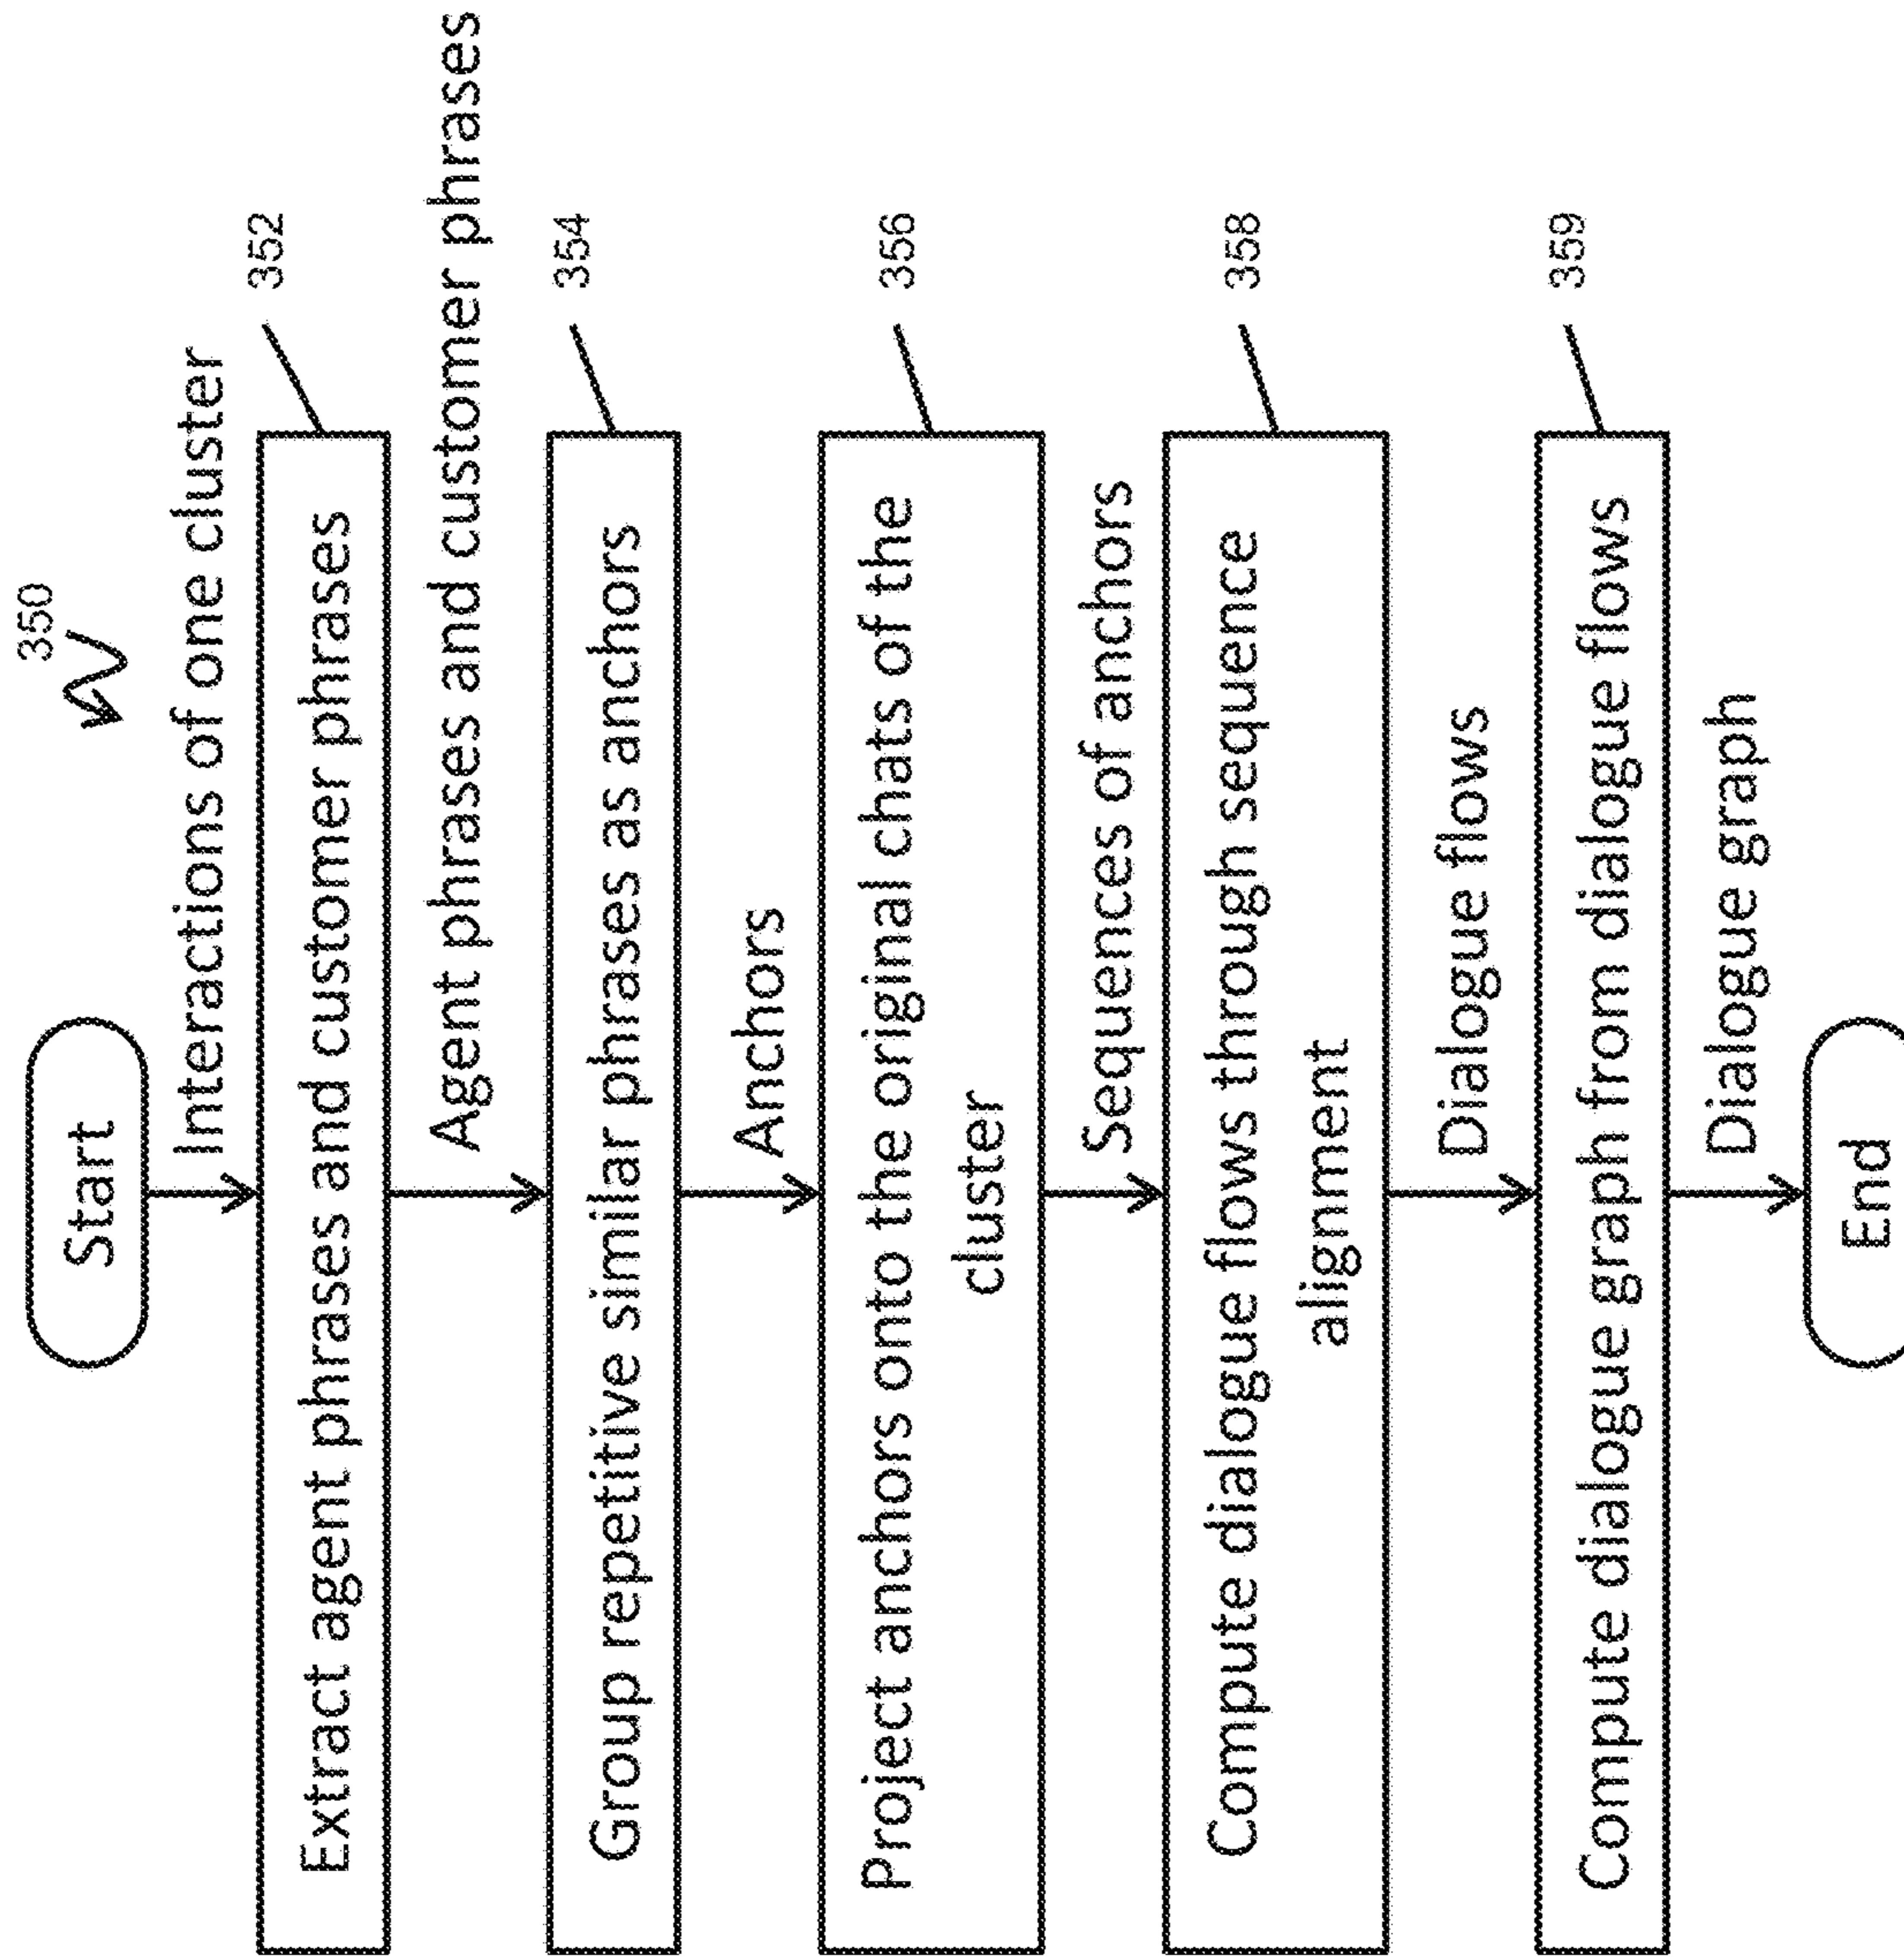 350
Start
Interactions of one cluster
352
Extract agent phrases and customer phrases
Agent phrases and customer phrases
354
Group repetitive similar phrases as anchors
Anchors
356
Project anchors onto the original chats of the
cluster
Sequences of anchors
358
Compute dialogue flows through sequence
alignment
Dialogue flows
359
Compute dialogue graph from dialogue flows
Dialogue graph
End